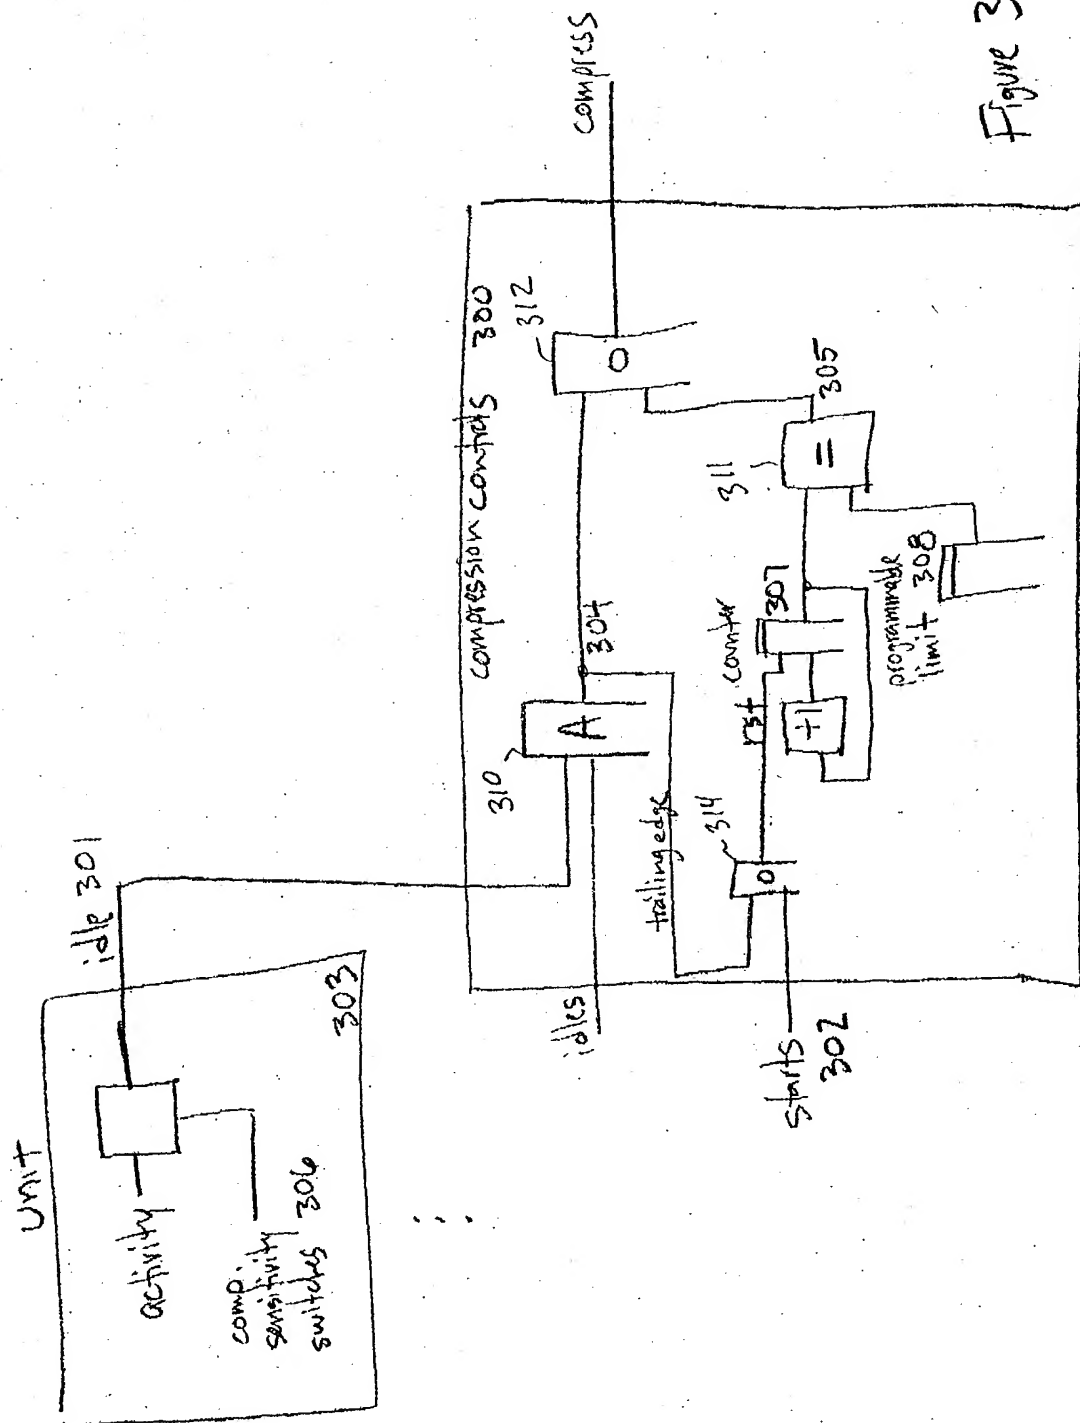 Unit
activity
comp.
sensitivity
switches 306
303
idle 301
...
idles
starts
302
compression controls 300
310
A
304
312
O
compress
trailing edge
314
O
rst
counter
307
+1
311
=
305
programmable
limit 308
Figure 3